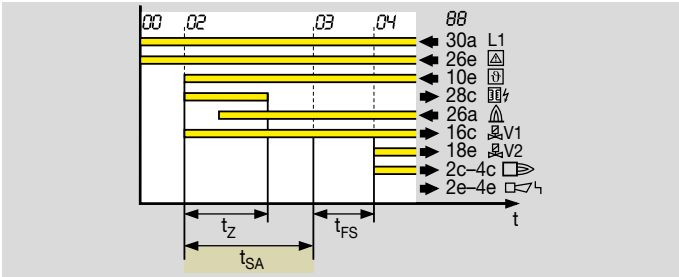 00 02 03 04 88
30a L1
26e
10e
28c
26a
16c V1
18e V2
2c–4c
2e–4e
t
tZ tFS
tSA